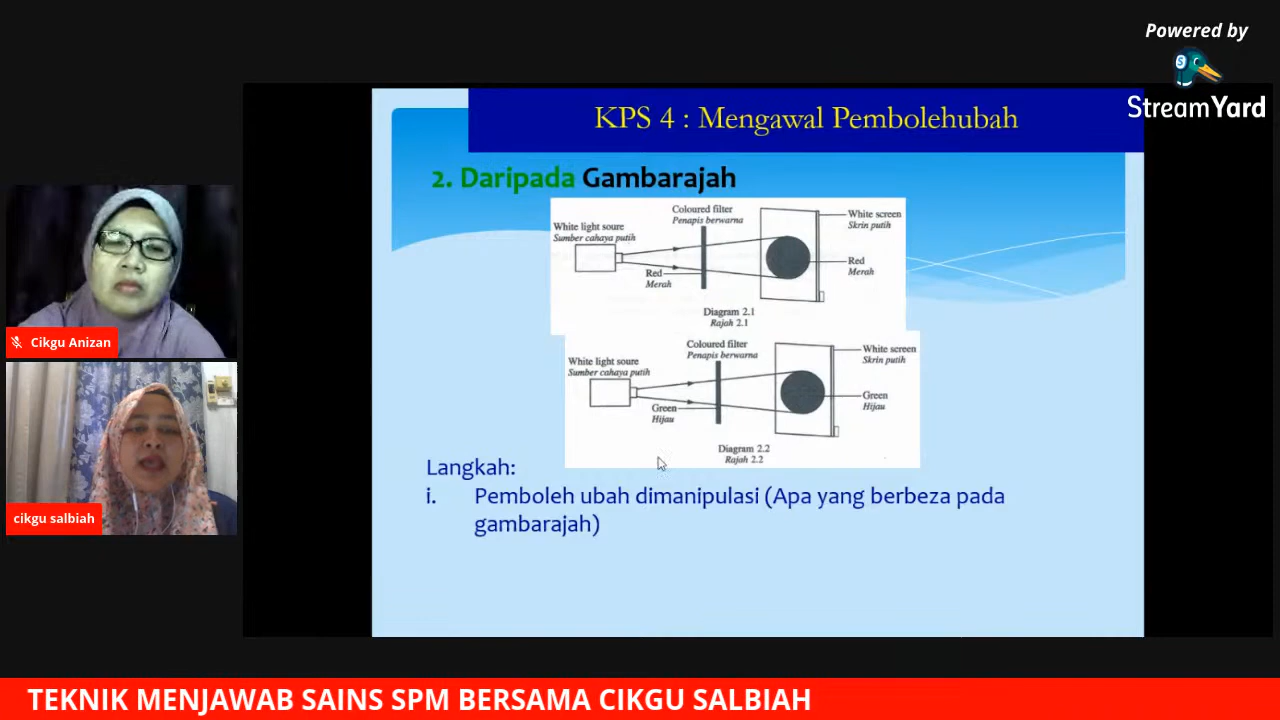 Powered by
StreamYard
KPS 4 : Mengawal Pembolehubah
2. Daripada Gambarajah
White light soure
Sumber cahaya putih
Coloured filter
Penapis berwarna
White screen
Skrin putih
Red
Merah
Red
Merah
Diagram 2.1
Rajah 2.1
White light soure
Sumber cahaya putih
Coloured filter
Penapis berwarna
White screen
Skrin putih
Green
Hijau
Green
Hijau
Diagram 2.2
Rajah 2.2
Langkah:
i. Pemboleh ubah dimanipulasi (Apa yang berbeza pada
gambarajah)
Cikgu Anizan
cikgu salbiah
TEKNIK MENJAWAB SAINS SPM BERSAMA CIKGU SALBIAH